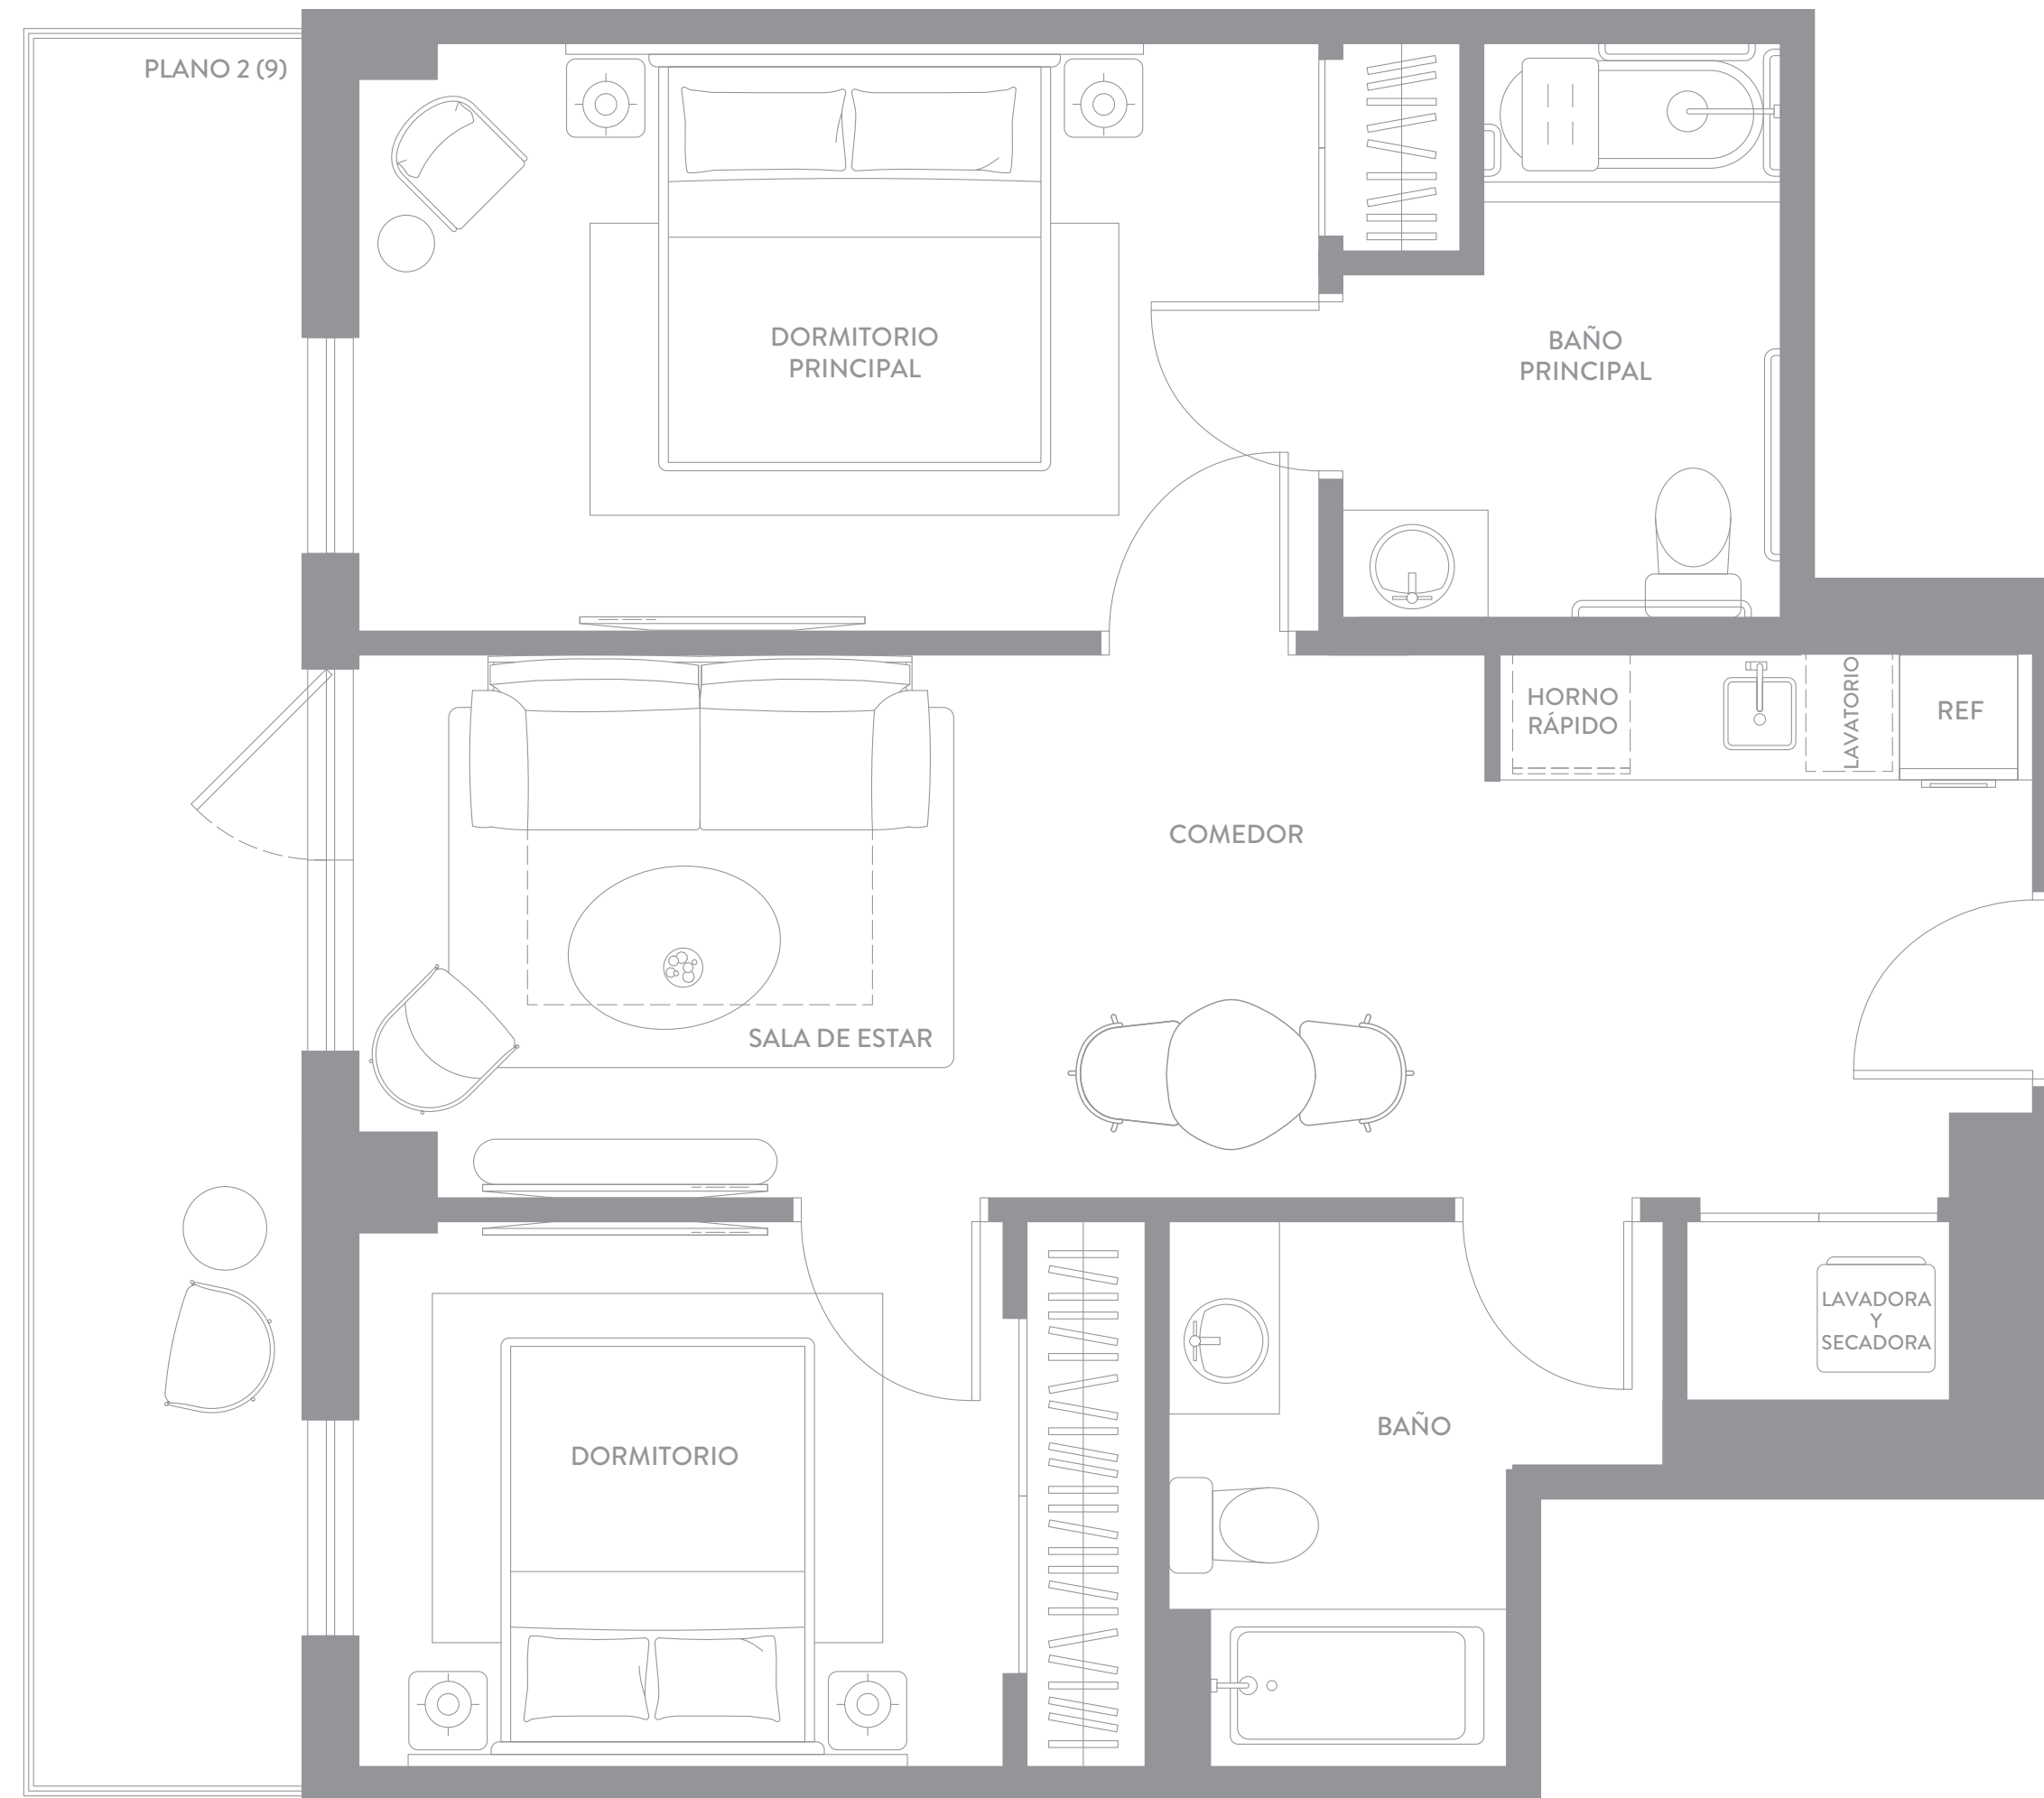 PLANO 2 (9)
DORMITORIO
PRINCIPAL
BAÑO
PRINCIPAL
HORNO
RÁPIDO
LAVATORIO
REF
COMEDOR
SALA DE ESTAR
LAVADORA
Y
SECADORA
BAÑO
DORMITORIO